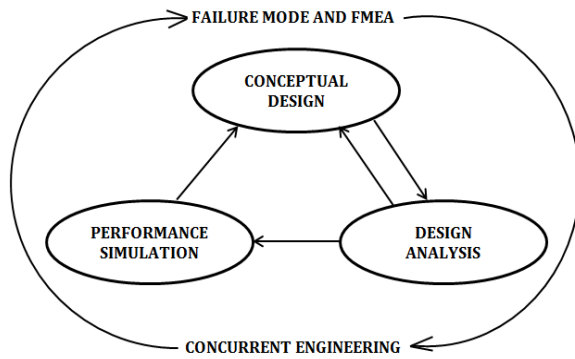 FAILURE MODE AND FMEA
CONCEPTUAL
DESIGN
PERFORMANCE
SIMULATION
DESIGN
ANALYSIS
CONCURRENT ENGINEERING